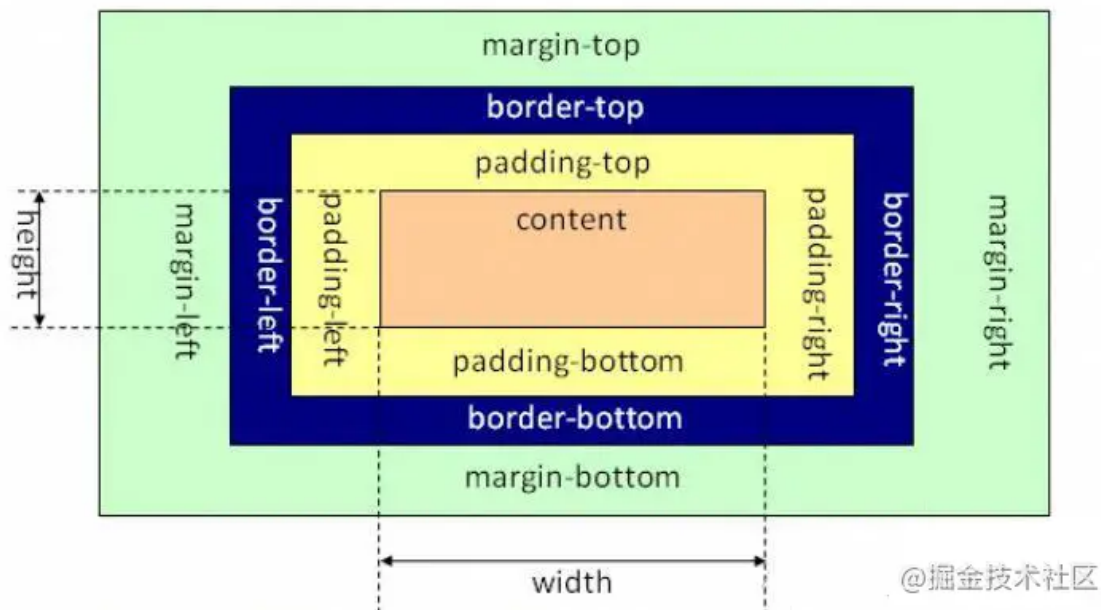 margin-top
border-top
padding-top
content
height
margin-left
border-left
padding-left
padding-right
border-right
margin-right
padding-bottom
border-bottom
margin-bottom
width
@掘金技术社区